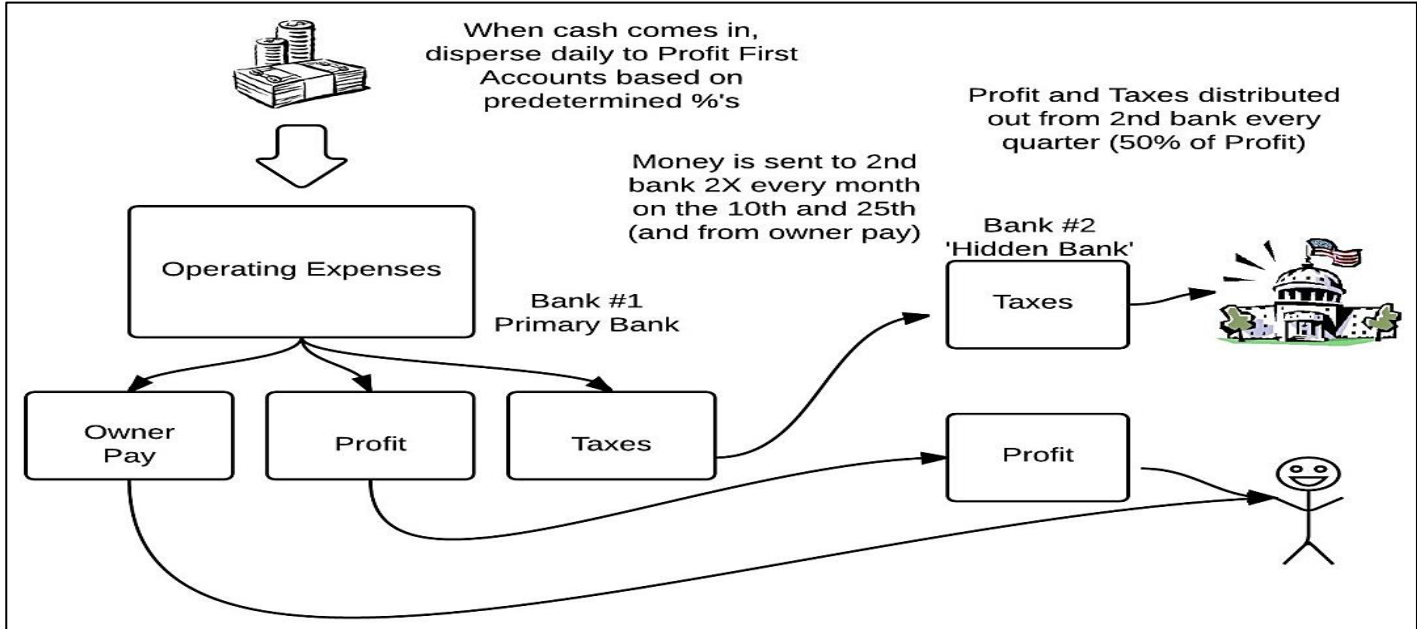 When cash comes in,
disperse daily to Profit First
Accounts based on
predetermined %'s
Profit and Taxes distributed
out from 2nd bank every
quarter (50% of Profit)
Money is sent to 2nd
bank 2X every month
on the 10th and 25th
(and from owner pay)
Operating Expenses
Bank #1
Primary Bank
Bank #2
'Hidden Bank'
Taxes
Owner
Pay
Profit
Taxes
Profit